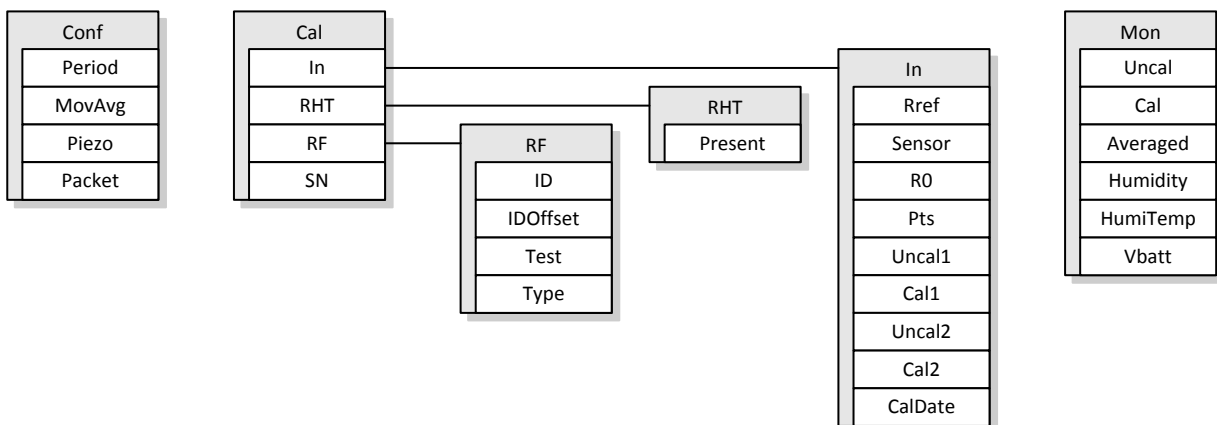 Conf
Period
MovAvg
Piezo
Packet
Cal
In
RHT
RF
SN
RF
ID
IDOffset
Test
Type
RHT
Present
In
Rref
Sensor
R0
Pts
Uncal1
Cal1
Uncal2
Cal2
CalDate
Mon
Uncal
Cal
Averaged
Humidity
HumiTemp
Vbatt